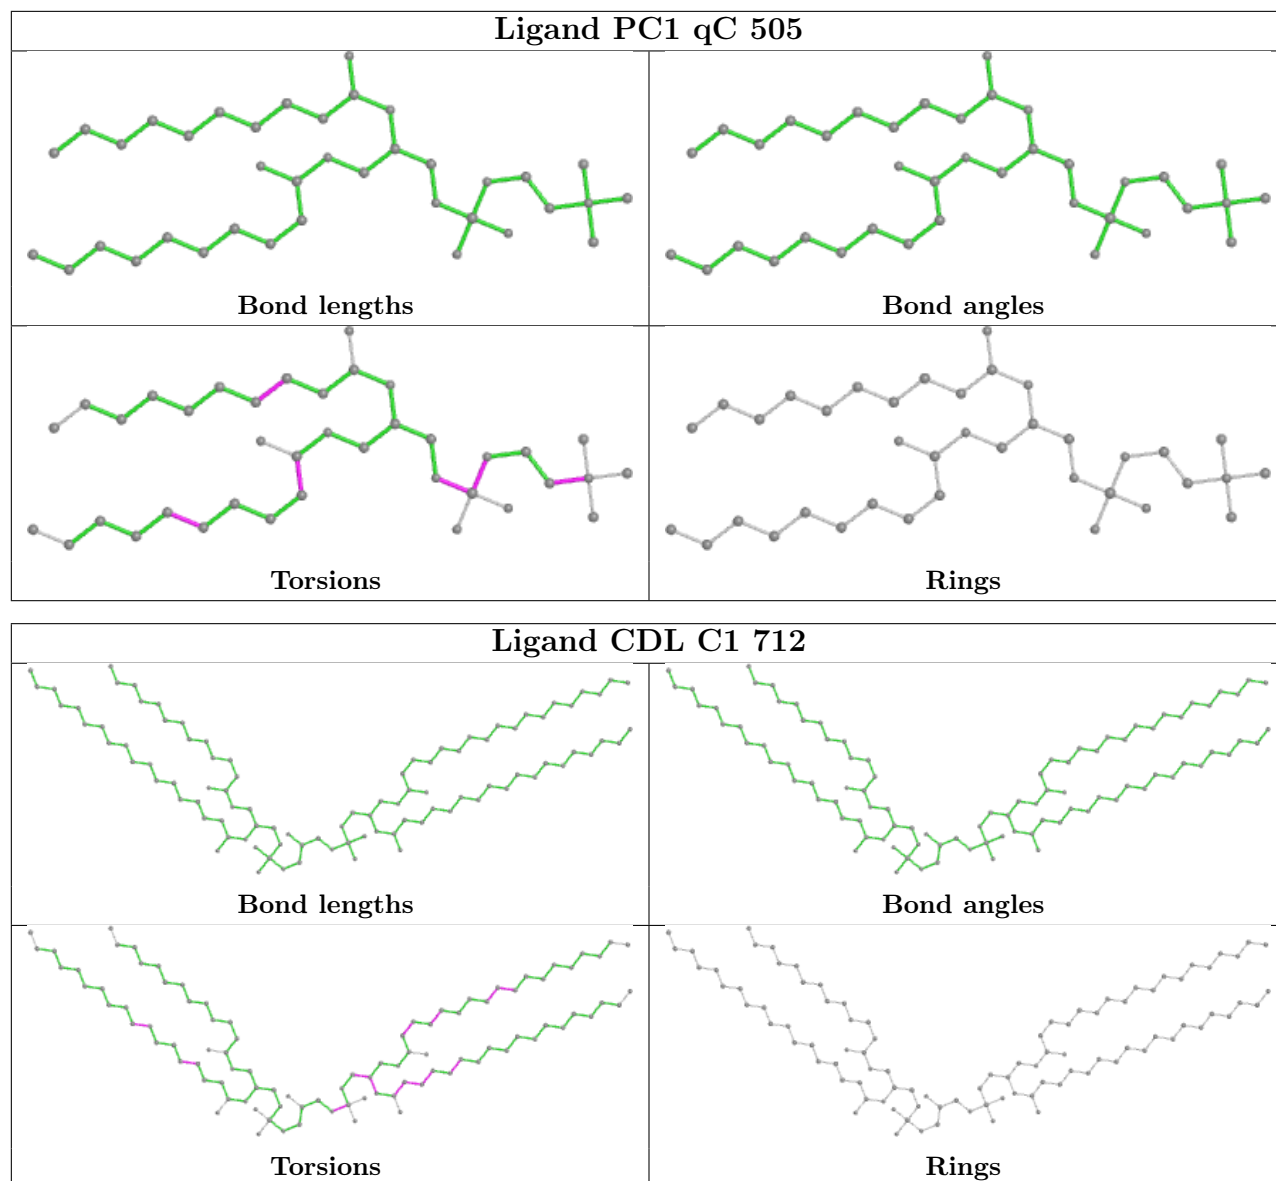 Ligand PC1 qC 505
Bond lengths
Bond angles
Torsions
Rings
Ligand CDL C1 712
Bond lengths
Bond angles
Torsions
Rings